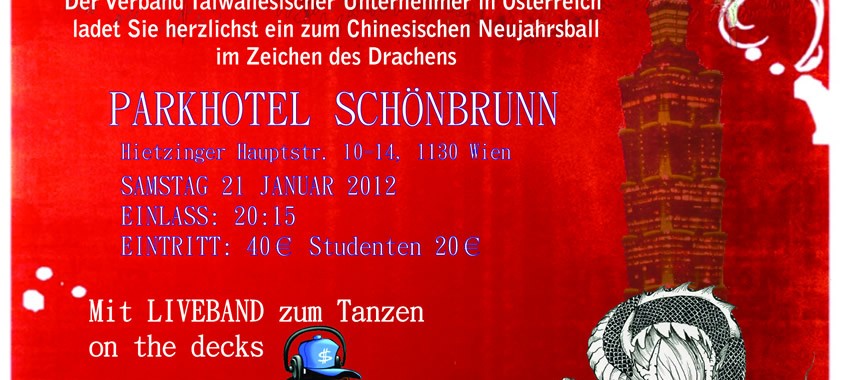 Der Verband Taiwanesischer Unternehmer in Österreich
ladet Sie herzlichst ein zum Chinesischen Neujahrsball
im Zeichen des Drachens
PARKHOTEL SCHÖNBRUNN
Hietzinger Hauptstr. 10-14, 1130 Wien
SAMSTAG 21 JANUAR 2012
EINLASS: 20:15
EINTRITT: 40€ Studenten 20€
Mit LIVEBAND zum Tanzen
on the decks
$